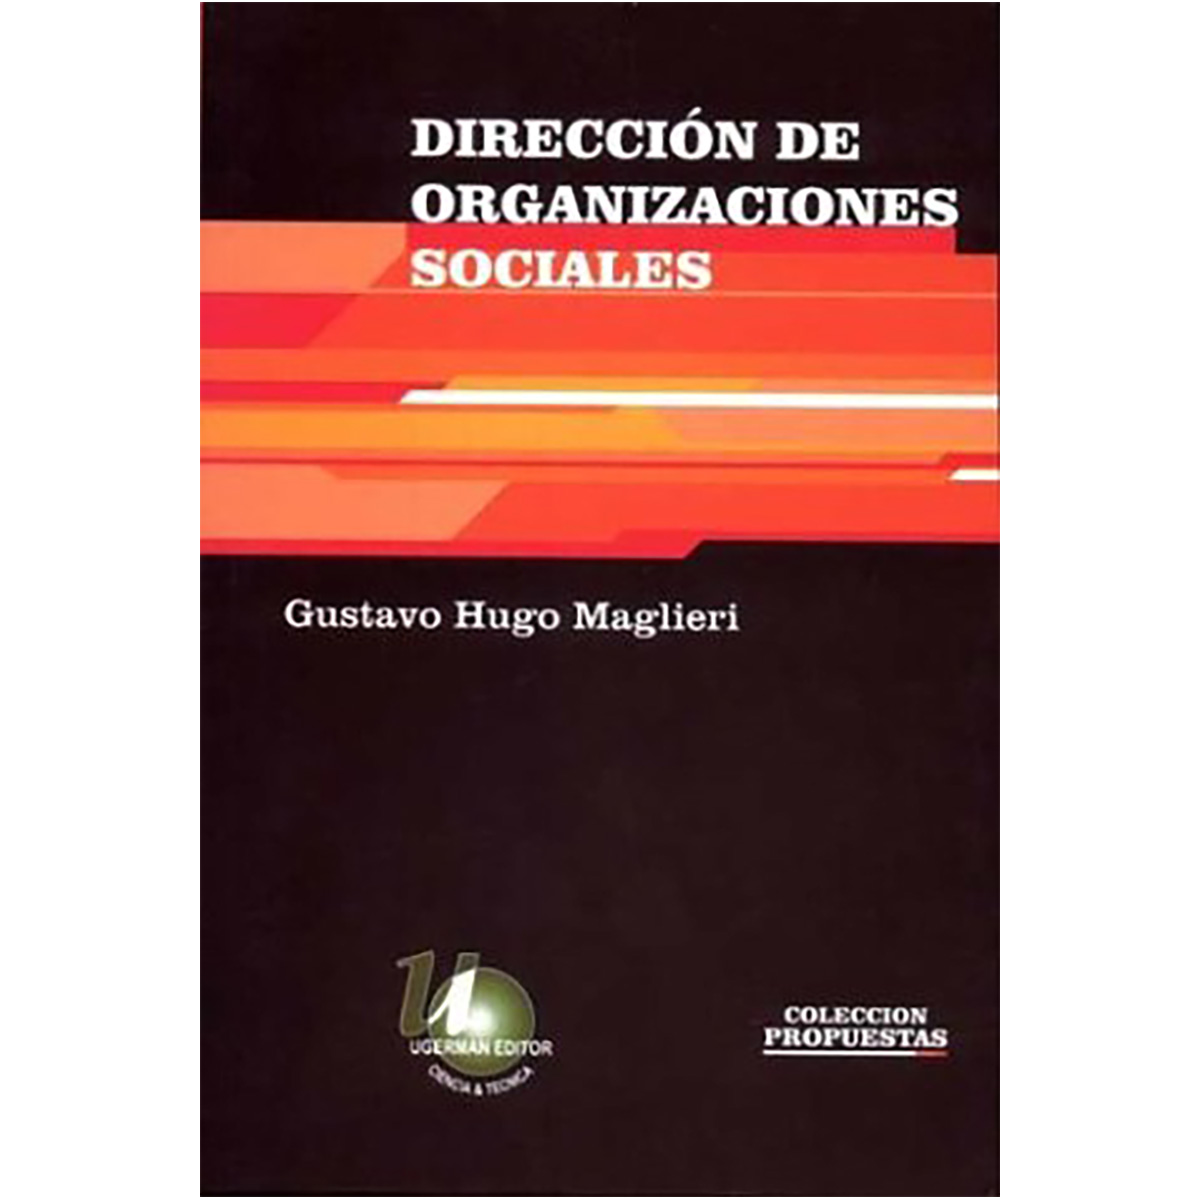 DIRECCIÓN DE
ORGANIZACIONES
SOCIALES
Gustavo Hugo Maglieri
U
UGERMAN EDITOR
CIENCIA & TECNICA
COLECCION
PROPUESTAS